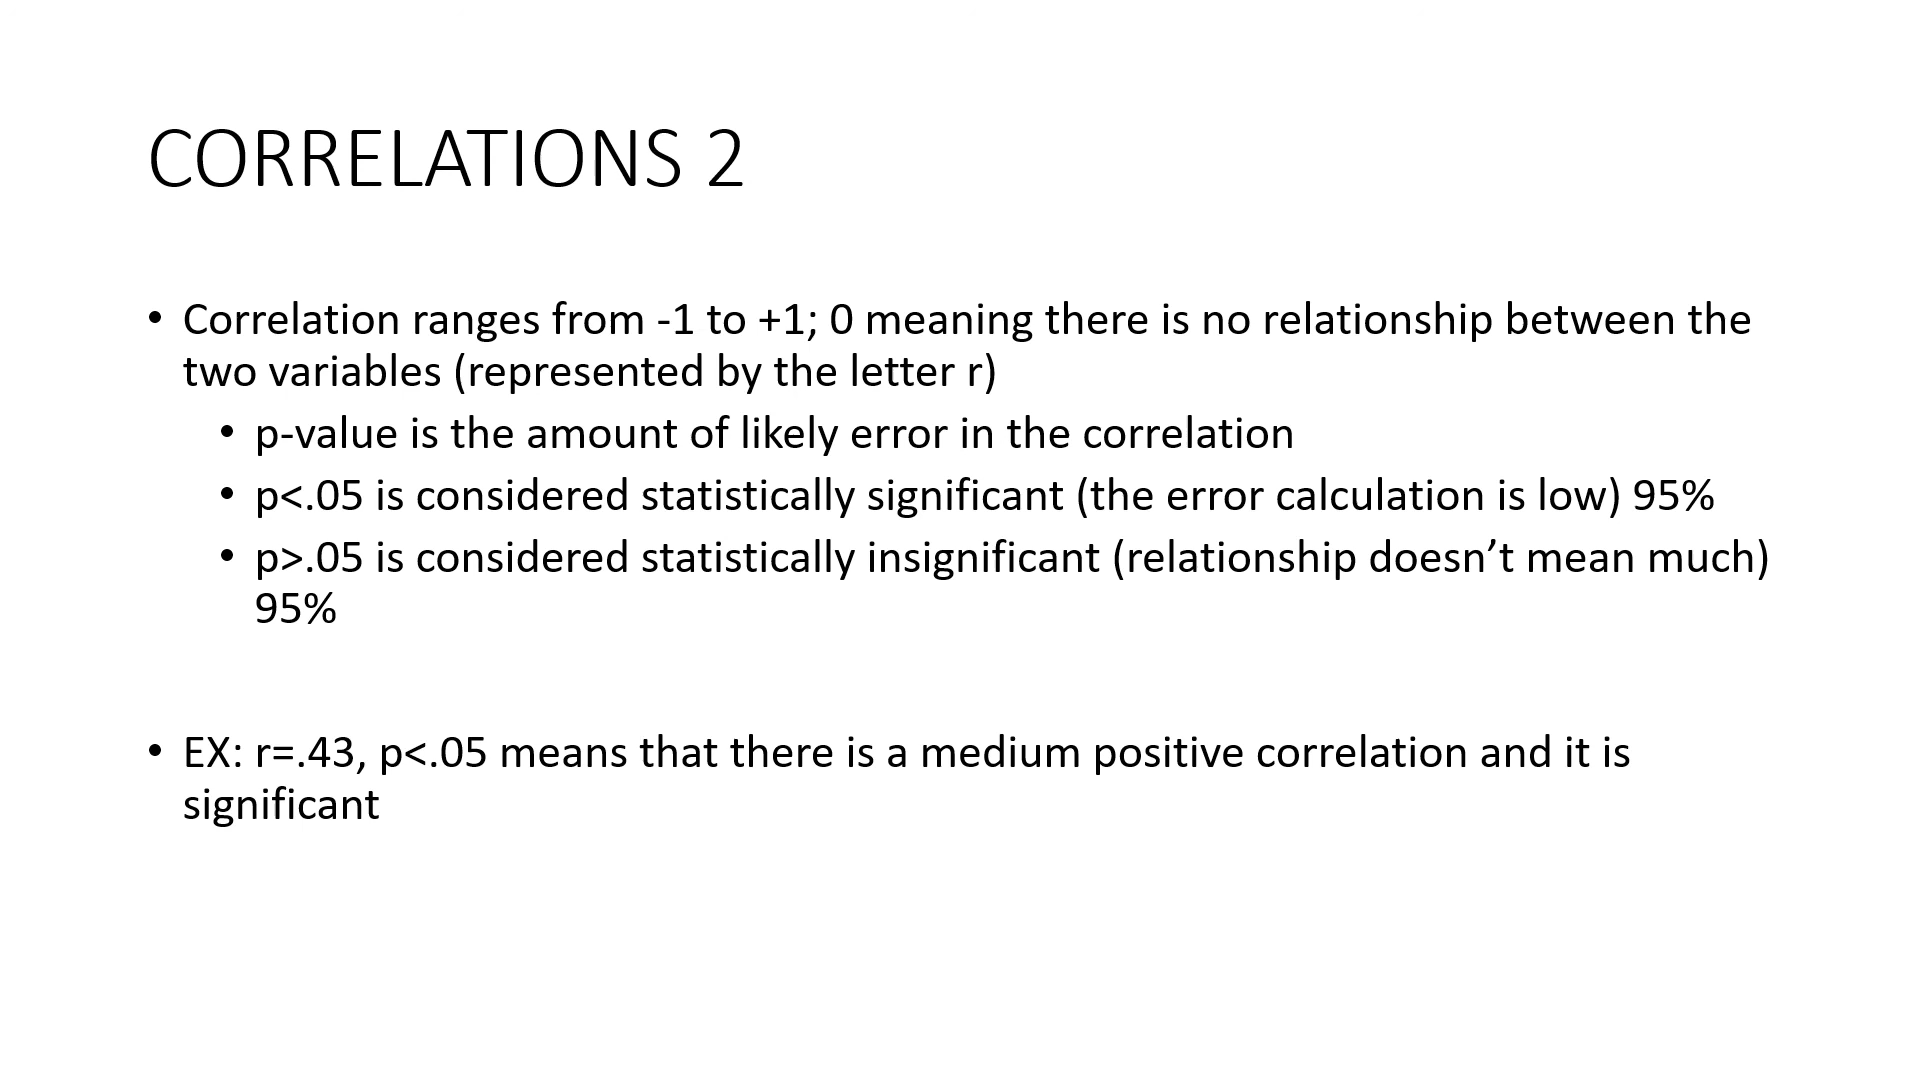 CORRELATIONS 2
• Correlation ranges from -1 to +1; 0 meaning there is no relationship between the
two variables (represented by the letter r)
• p-value is the amount of likely error in the correlation
• p<.05 is considered statistically significant (the error calculation is low) 95%
• p>.05 is considered statistically insignificant (relationship doesn’t mean much)
95%
• EX: r=.43, p<.05 means that there is a medium positive correlation and it is
significant